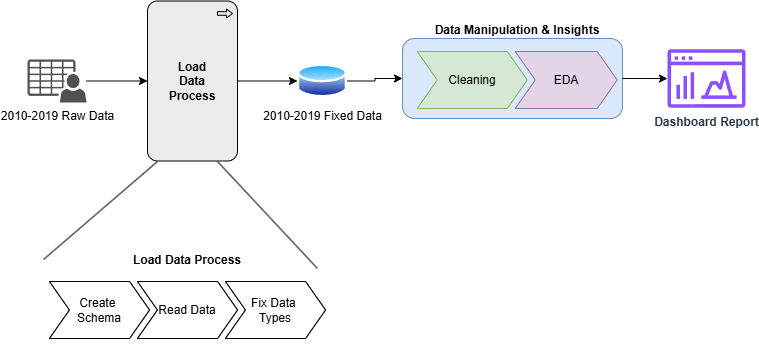 Data Manipulation & Insights
Load
Data
Process
Cleaning
EDA
2010-2019 Raw Data
2010-2019 Fixed Data
Dashboard Report
Load Data Process
Create
Schema
Read Data
Fix Data
Types